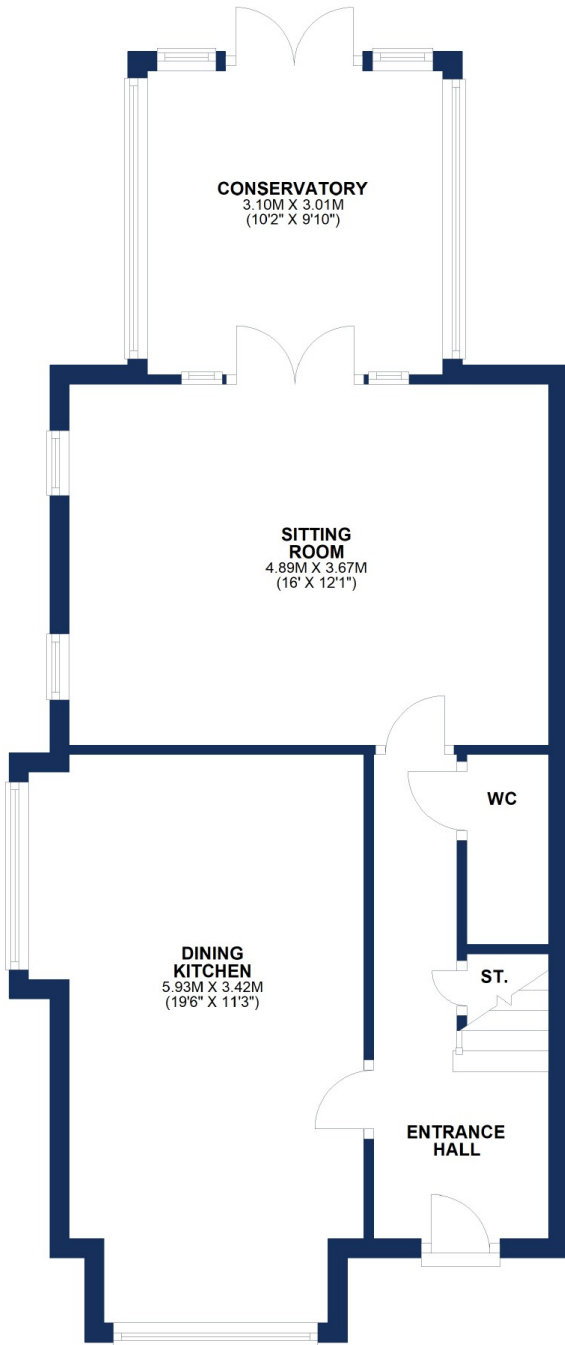 CONSERVATORY
3.10M X 3.01M
(10'2" X 9'10")
SITTING
ROOM
4.89M X 3.67M
(16' X 12'1")
WC
DINING
KITCHEN
5.93M X 3.42M
(19'6" X 11'3")
ST.
ENTRANCE
HALL